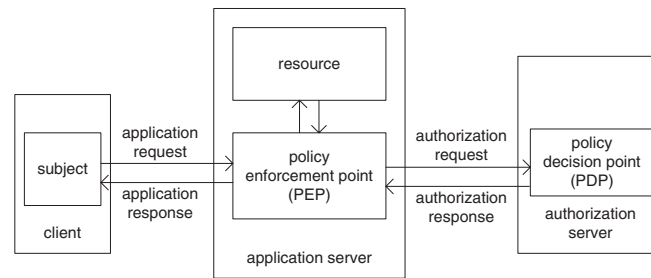 resource
subject
client
application
request
application
response
policy
enforcement point
(PEP)
application server
authorization
request
authorization
response
policy
decision point
(PDP)
authorization
server